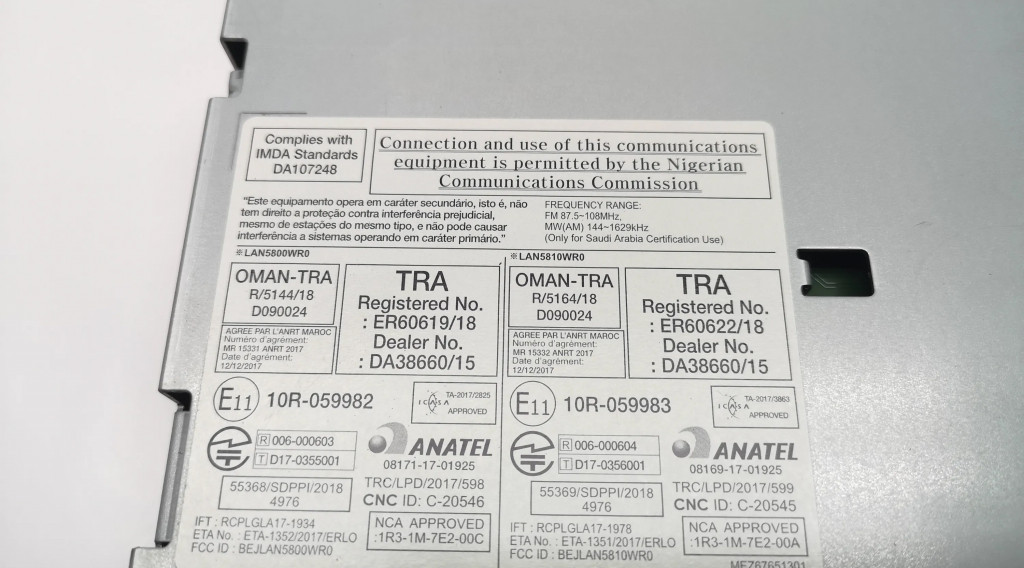 Complies with
IMDA Standards
DA107248
Connection and use of this communications
equipment is permitted by the Nigerian
Communications Commission
"Este equipamento opera em caráter secundário, isto é, não
tem direito a proteção contra interferência prejudicial,
mesmo de estações do mesmo tipo, e não pode causar
interferência a sistemas operando em caráter primário."
FREQUENCY RANGE:
FM 87.5~108MHz,
MW(AM) 144~1629kHz
(Only for Saudi Arabia Certification Use)
※LAN5800WR0
OMAN-TRA
R/5144/18
D090024
TRA
Registered No.
: ER60619/18
Dealer No.
: DA38660/15
AGREE PAR L'ANRT MAROC
Numéro d'agrément:
MR 15331 ANRT 2017
Date d'agrément:
12/12/2017
E11
10R-059982
ICASA
TA-2017/2825
APPROVED
R 006-000603
T D17-0355001
ANATEL
08171-17-01925
55368/SDPPI/2018
4976
TRC/LPD/2017/598
CNC ID: C-20546
IFT : RCPLGLA17-1934
ETA No. : ETA-1352/2017/ERLO
FCC ID : BEJLAN5800WR0
NCA APPROVED
:1R3-1M-7E2-00C
※LAN5810WR0
OMAN-TRA
R/5164/18
D090024
TRA
Registered No.
: ER60622/18
Dealer No.
: DA38660/15
AGREE PAR L'ANRT MAROC
Numéro d'agrément:
MR 15332 ANRT 2017
Date d'agrément:
12/12/2017
E11
10R-059983
ICASA
TA-2017/3863
APPROVED
R 006-000604
T D17-0356001
ANATEL
08169-17-01925
55369/SDPPI/2018
4976
TRC/LPD/2017/599
CNC ID: C-20545
IFT : RCPLGLA17-1978
ETA No. : ETA-1351/2017/ERLO
FCC ID : BEJLAN5810WR0
NCA APPROVED
:1R3-1M-7E2-00A
MEZ67651301